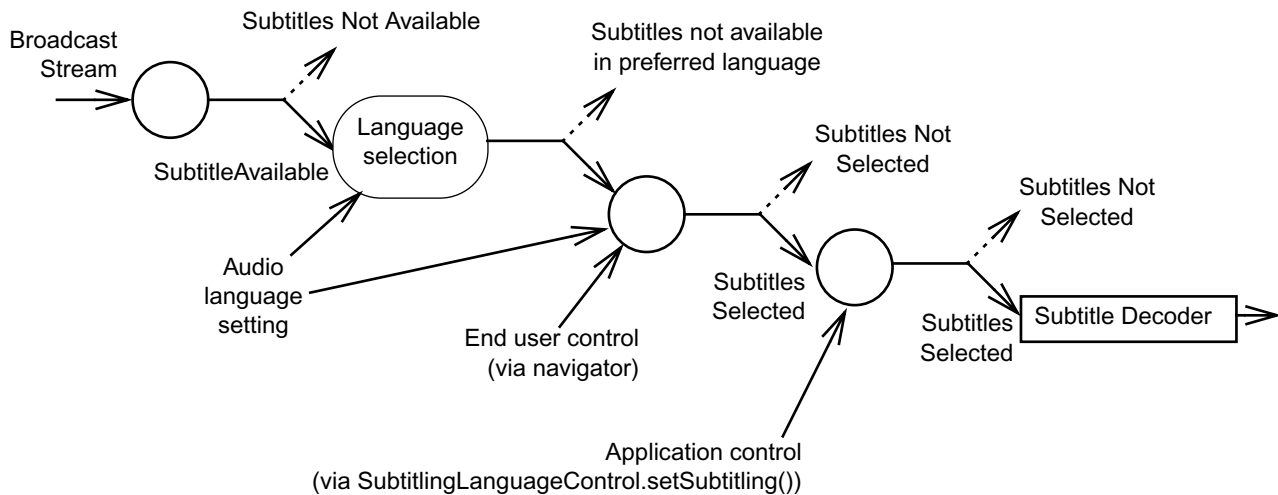 Subtitles Not Available
Broadcast
Stream
Subtitles not available
in preferred language
Language
selection
SubtitleAvailable
Subtitles Not
Selected
Subtitles Not
Selected
Audio
language
setting
Subtitles
Selected
End user control
(via navigator)
Subtitles
Selected
Subtitle Decoder
Application control
(via SubtitlingLanguageControl.setSubtitling())